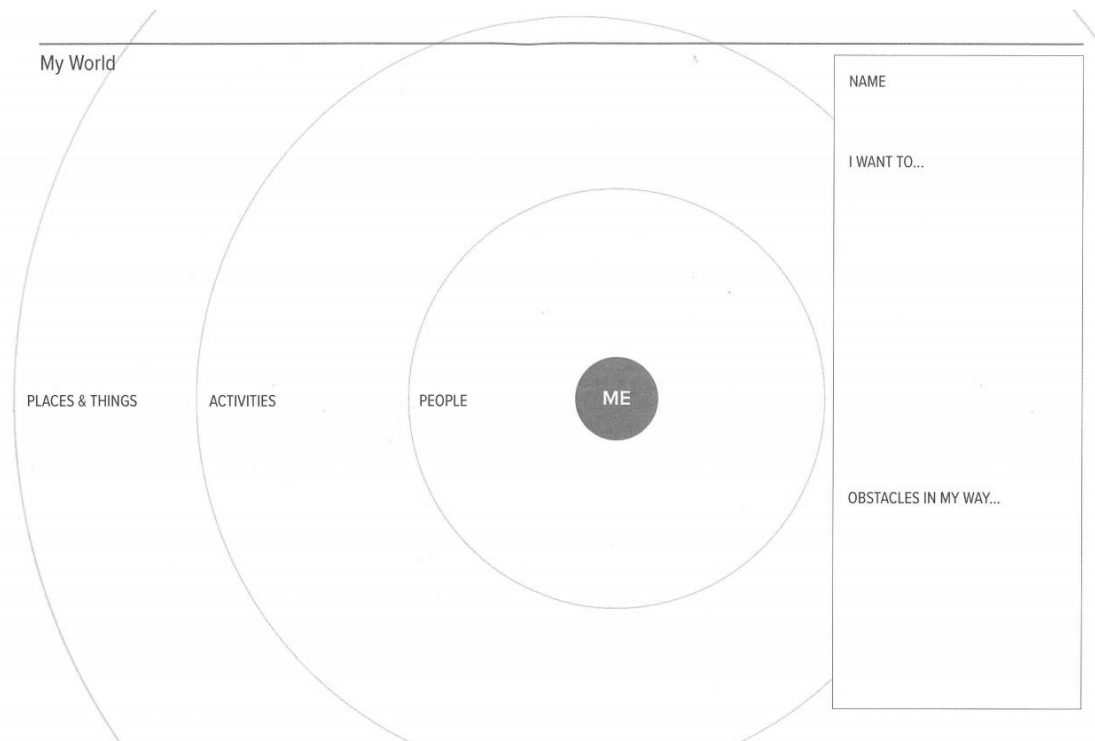 My World
NAME
I WANT TO...
PLACES & THINGS
ACTIVITIES
PEOPLE
ME
OBSTACLES IN MY WAY...